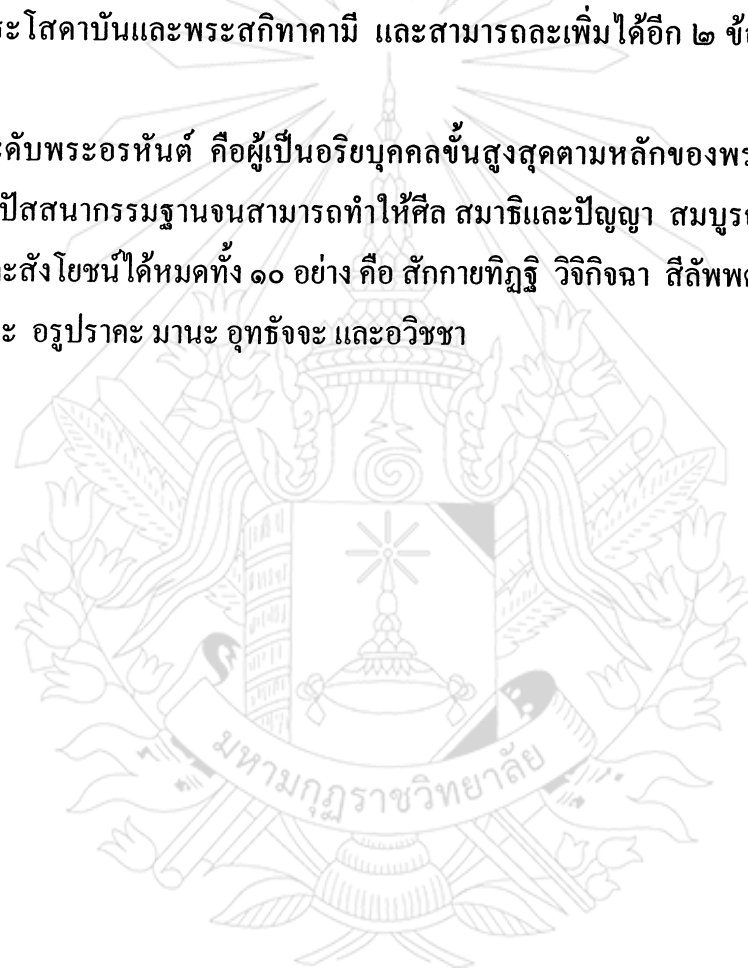 ะโสดาบันและพระสกิทาคามี และสามารถละเพิ่มได้อีก ๒ ข้
ะดับพระอรหันต์ คือผู้เป็นอริยบุคคลขั้นสูงสุดตามหลักของพร
ปัสสนากรรมฐานจนสามารถทำให้ศีล สมาธิและปัญญา สมบูร
ะสังโยชน์ได้หมดทั้ง ๑๐ อย่าง คือ สักกายทิฏฐิ วิจิกิจฉา สีลัพพ
ะ อรูปราคะ มานะ อุทธัจจะ และอวิชชา
มหามกุฏราชวิทยาลัย